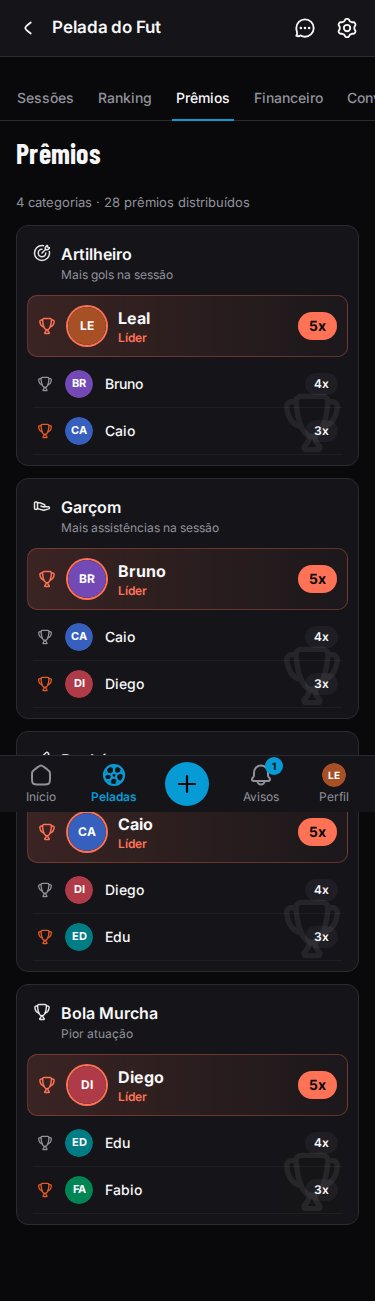 Pelada do Fut
Sessões Ranking Prêmios Financeiro
Prêmios
4 categorias · 28 prêmios distribuídos
Artilheiro
Mais gols na sessão
LE Leal 5x
Líder
BR Bruno 4x
CA Caio 3x
Garçom
Mais assistências na sessão
BR Bruno 5x
Líder
CA Caio 4x
DI Diego 3x
1
LE
Início Peladas Avisos Perfil
CA Caio 5x
Líder
DI Diego 4x
ED Edu 3x
Bola Murcha
Pior atuação
DI Diego 5x
Líder
ED Edu 4x
FA Fabio 3x